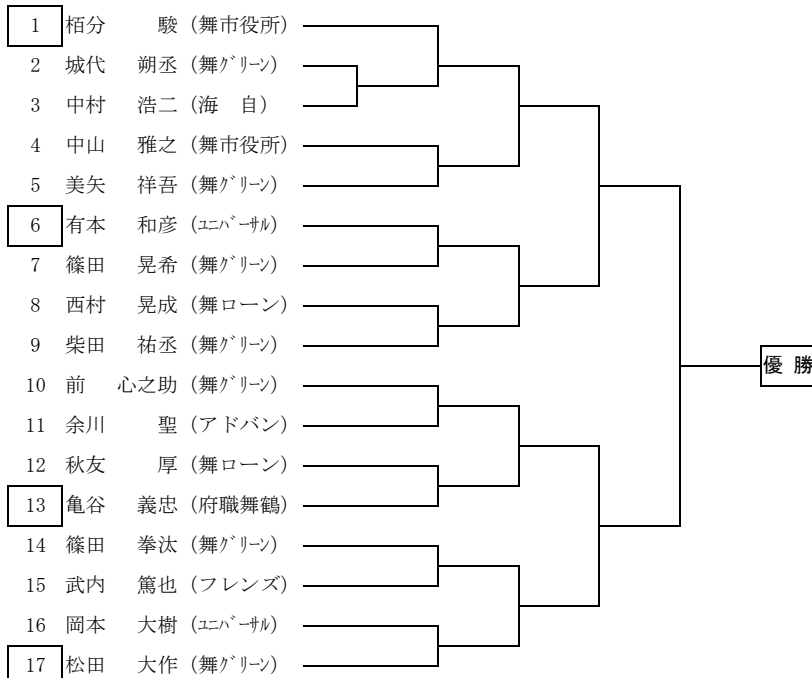 1 栢分 駿 (舞市役所)
2 城代 朔丞 (舞グリーン)
3 中村 浩二 (海 自)
4 中山 雅之 (舞市役所)
5 美矢 祥吾 (舞グリーン)
6 有本 和彦 (ユニバーサル)
7 篠田 晃希 (舞グリーン)
8 西村 晃成 (舞ローン)
9 柴田 祐丞 (舞グリーン)
優 勝
10 前 心之助 (舞グリーン)
11 余川 聖 (アドバン)
12 秋友 厚 (舞ローン)
13 亀谷 義忠 (府職舞鶴)
14 篠田 拳汰 (舞グリーン)
15 武内 篤也 (フレンズ)
16 岡本 大樹 (ユニバーサル)
17 松田 大作 (舞グリーン)